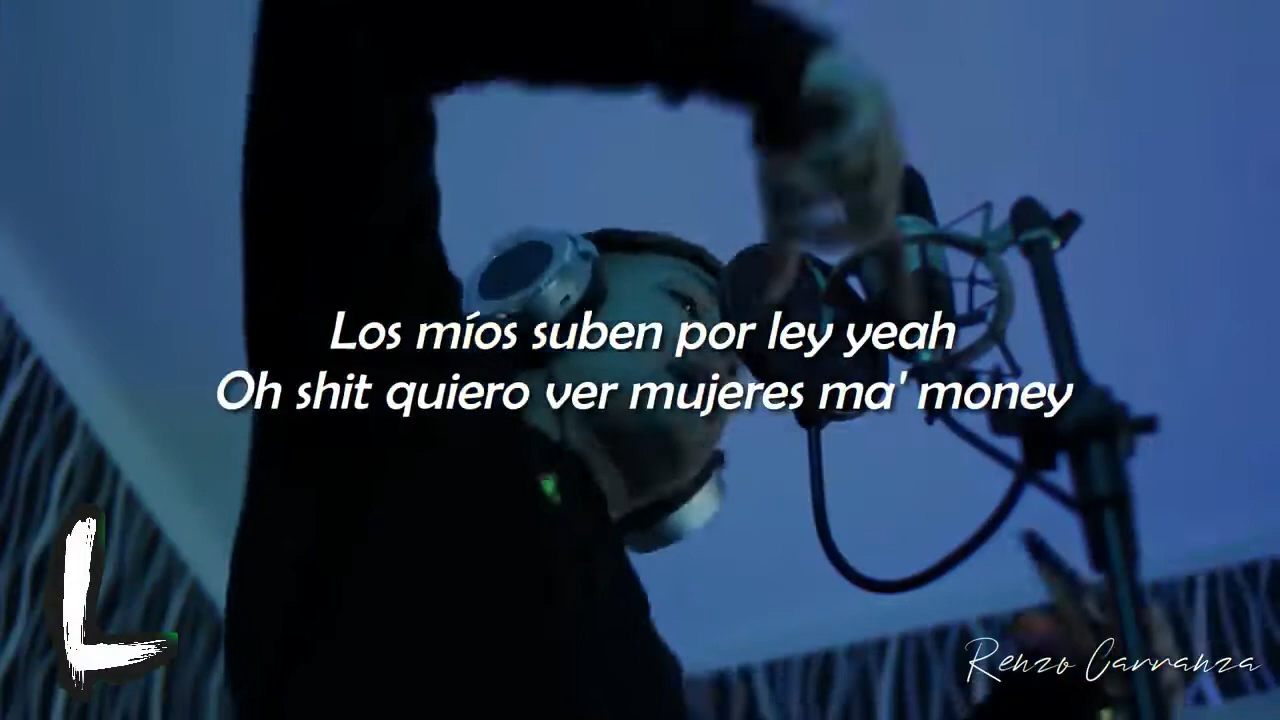 Los míos suben por ley yeah
Oh shit quiero ver mujeres ma' money
L
Renzo Carranza